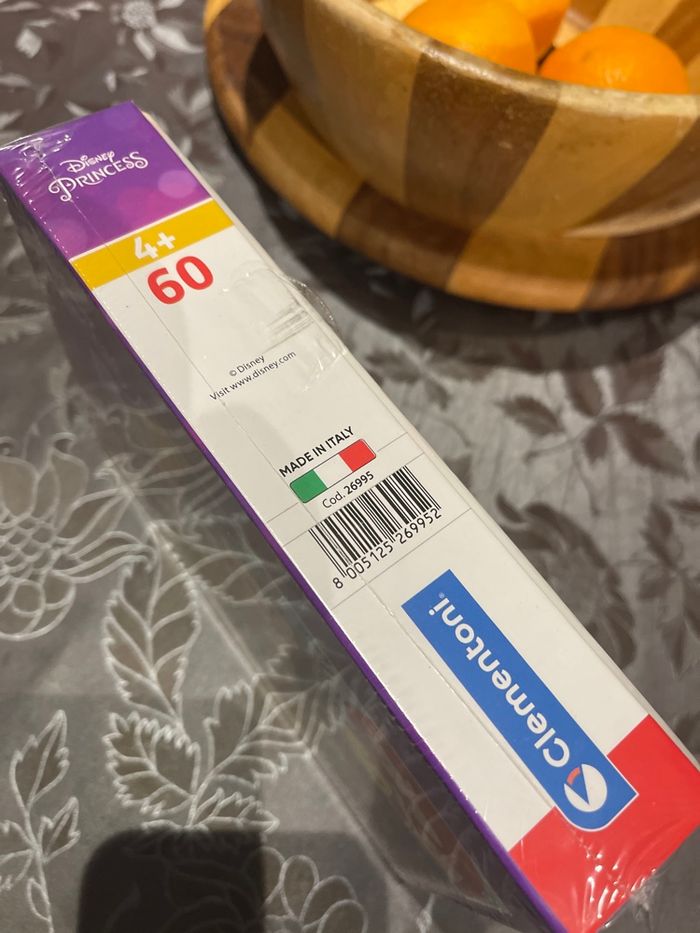 Disney
PRINCESS
4+
60
© Disney
Visit www.disney.com
MADE IN ITALY
Cod. 26995
8 005125 269952
Clementoni®